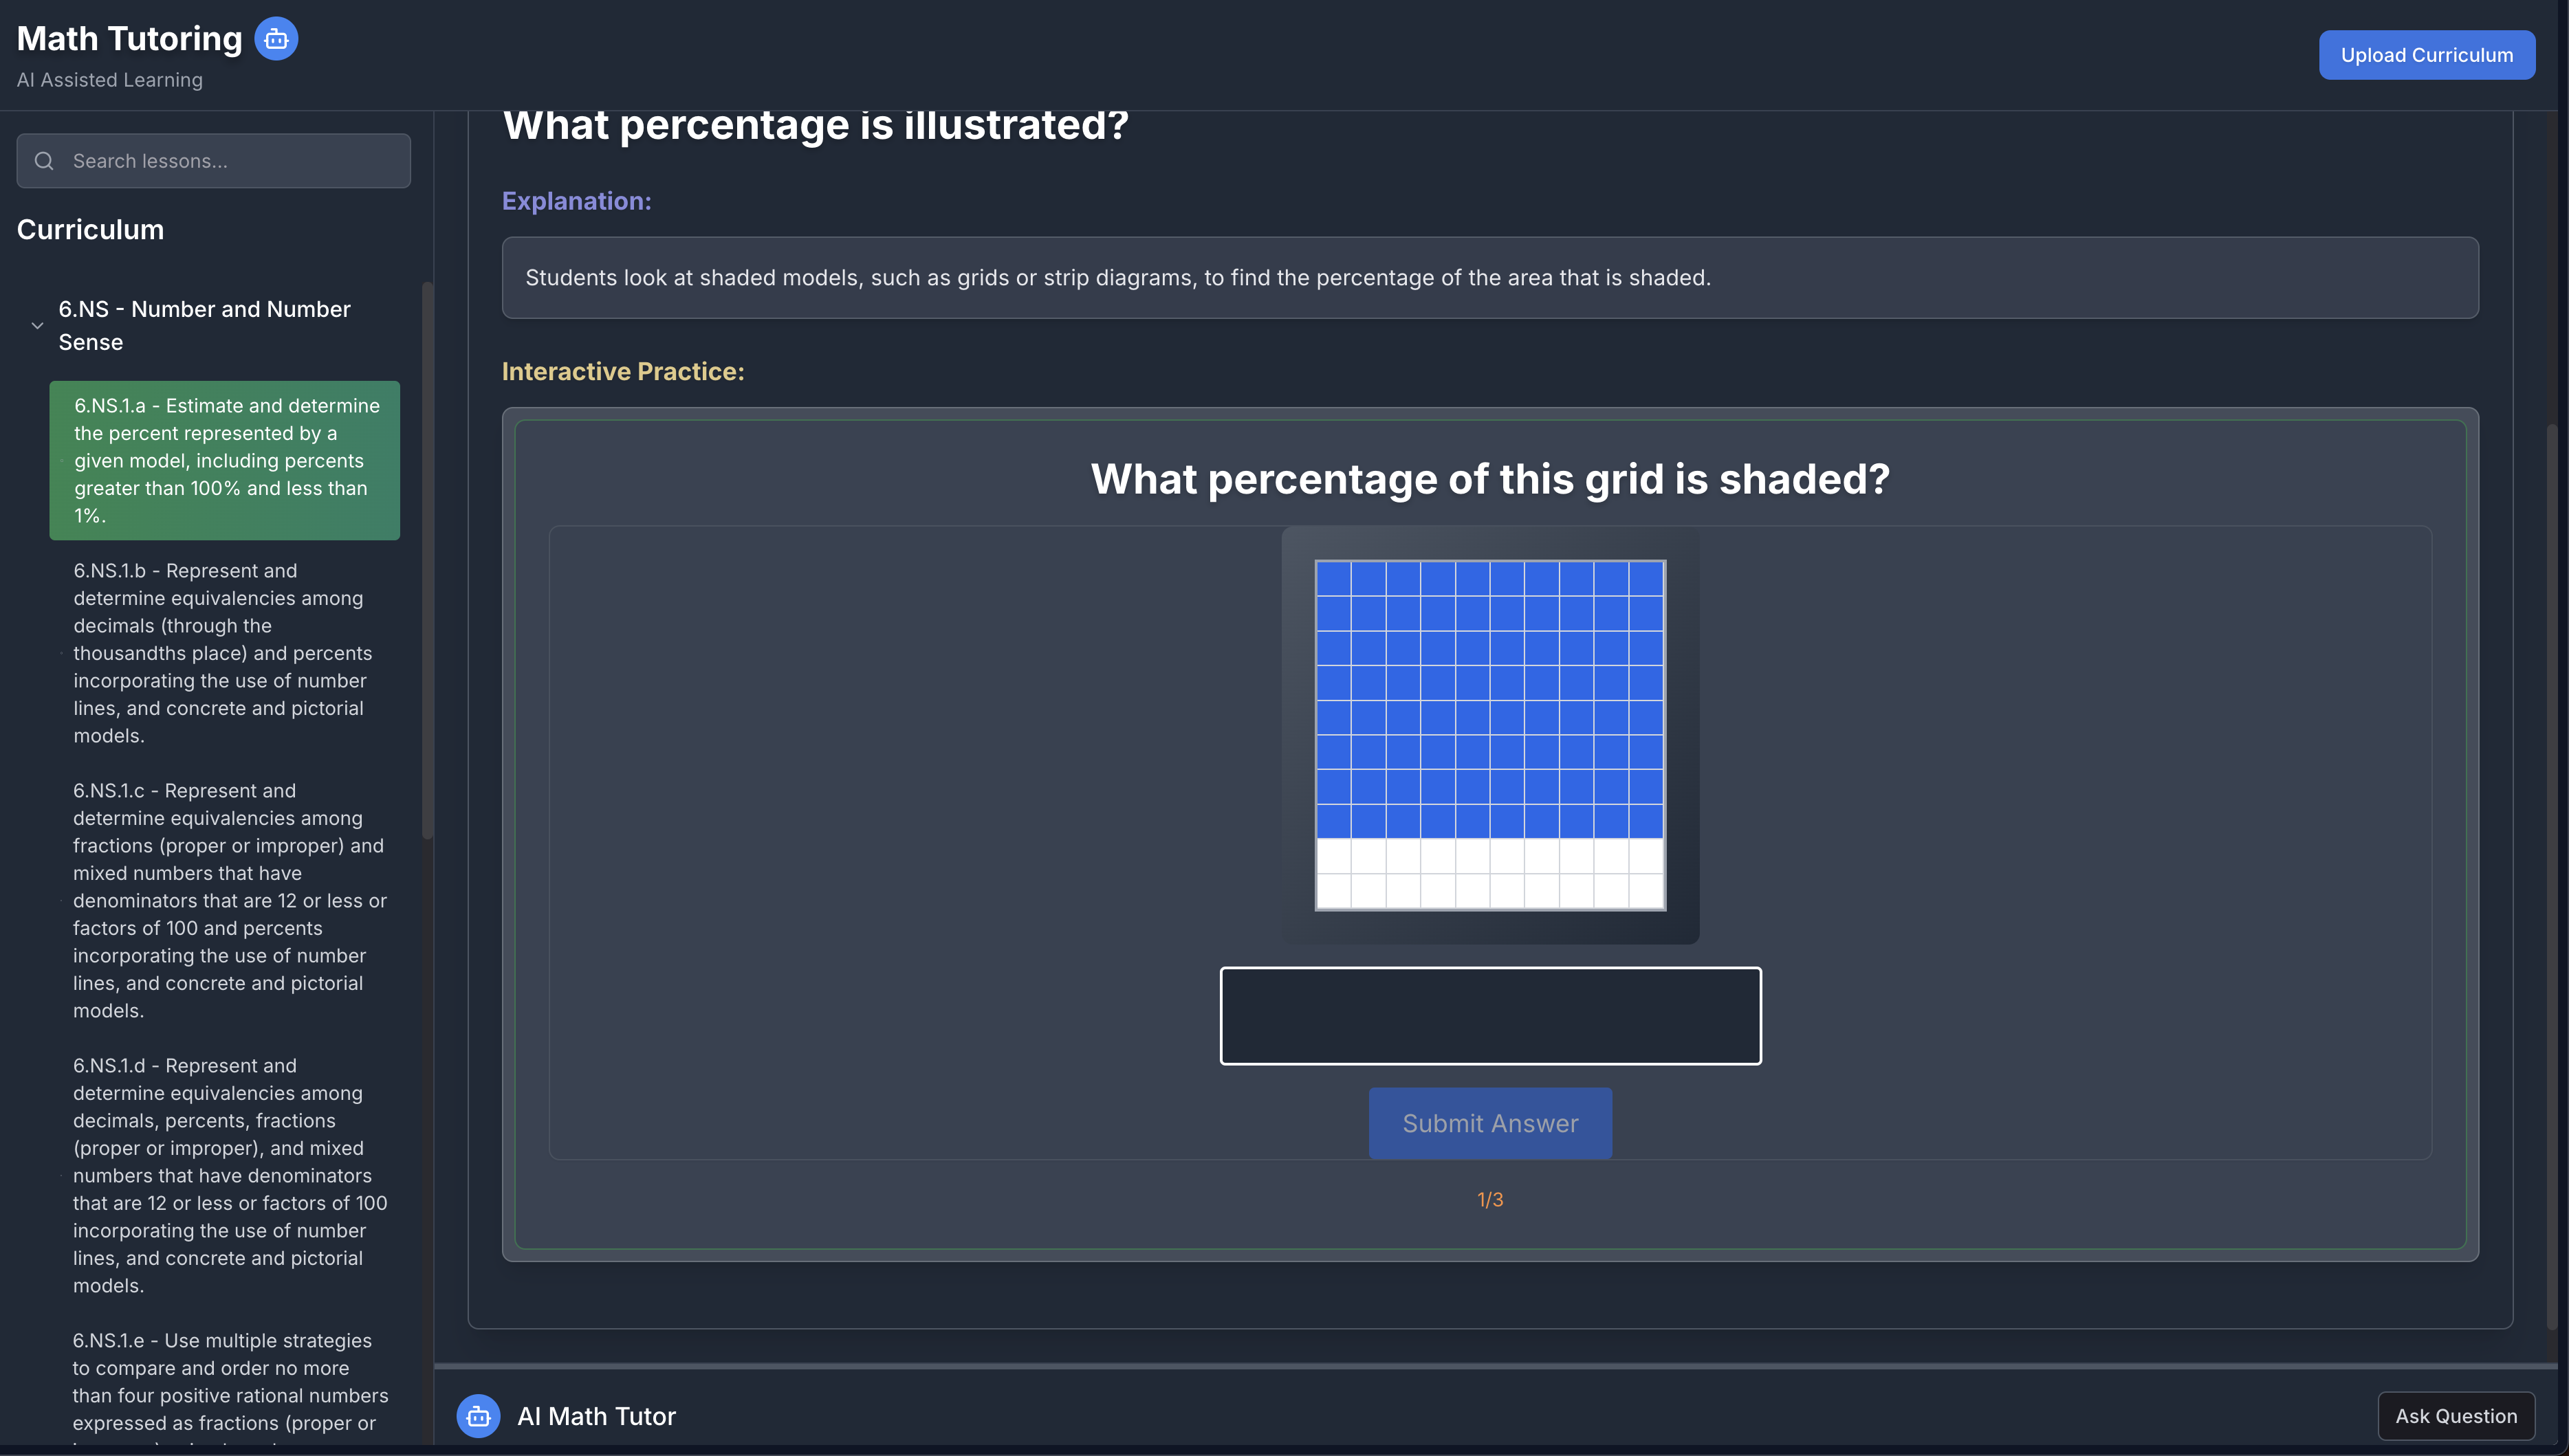 Math Tutoring
AI Assisted Learning
Upload Curriculum
Search lessons...
Curriculum
6.NS - Number and Number
Sense
6.NS.1.a - Estimate and determine
the percent represented by a
given model, including percents
greater than 100% and less than
1%.
6.NS.1.b - Represent and
determine equivalencies among
decimals (through the
thousandths place) and percents
incorporating the use of number
lines, and concrete and pictorial
models.
6.NS.1.c - Represent and
determine equivalencies among
fractions (proper or improper) and
mixed numbers that have
denominators that are 12 or less or
factors of 100 and percents
incorporating the use of number
lines, and concrete and pictorial
models.
6.NS.1.d - Represent and
determine equivalencies among
decimals, percents, fractions
(proper or improper), and mixed
numbers that have denominators
that are 12 or less or factors of 100
incorporating the use of number
lines, and concrete and pictorial
models.
6.NS.1.e - Use multiple strategies
to compare and order no more
than four positive rational numbers
expressed as fractions (proper or
What percentage is illustrated?
Explanation:
Students look at shaded models, such as grids or strip diagrams, to find the percentage of the area that is shaded.
Interactive Practice:
What percentage of this grid is shaded?
Submit Answer
1/3
AI Math Tutor
Ask Question